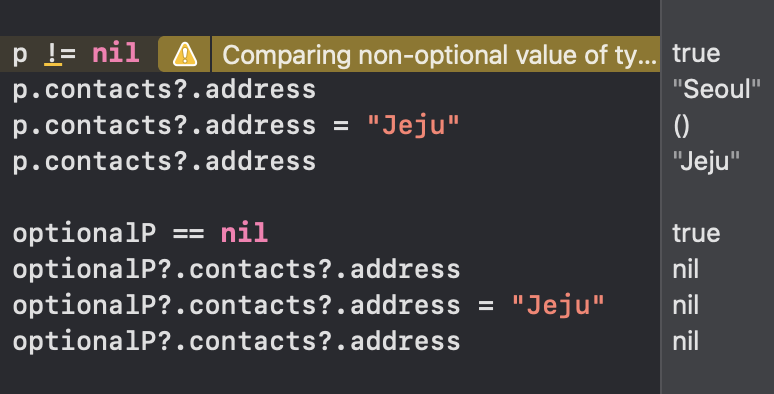 p != nil Comparing non-optional value of ty... true
p.contacts?.address "Seoul"
p.contacts?.address = "Jeju" ()
p.contacts?.address "Jeju"
optionalP == nil true
optionalP?.contacts?.address nil
optionalP?.contacts?.address = "Jeju" nil
optionalP?.contacts?.address nil